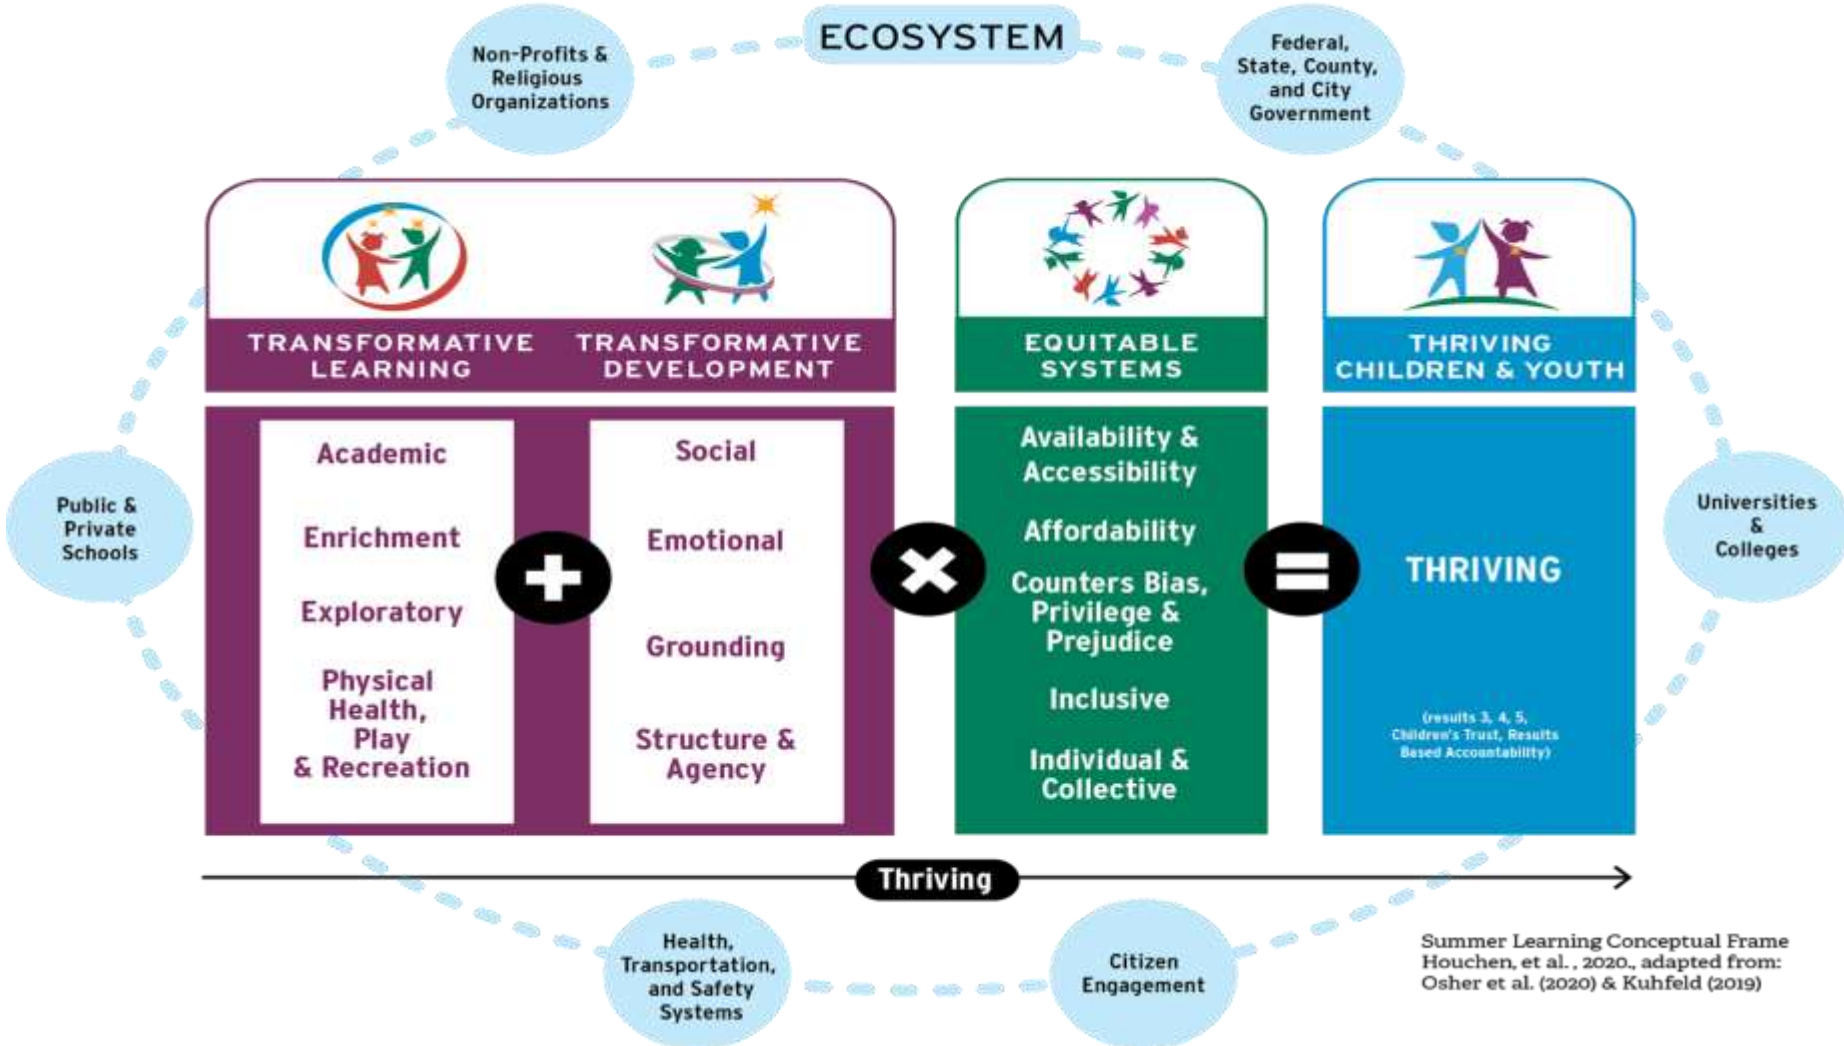 ECOSYSTEM
Non-Profits &
Religious
Organizations
Federal,
State, County,
and City
Government
TRANSFORMATIVE
LEARNING
TRANSFORMATIVE
DEVELOPMENT
EQUITABLE
SYSTEMS
THRIVING
CHILDREN & YOUTH
Public &
Private
Schools
Academic
Enrichment
Exploratory
Physical
Health,
Play
& Recreation
+
Social
Emotional
Grounding
Structure &
Agency
×
Availability &
Accessibility
Affordability
Counters Bias,
Privilege &
Prejudice
Inclusive
Individual &
Collective
=
THRIVING
(results 3, 4, 5,
Children's Trust, Results
Based Accountability)
Universities
&
Colleges
Thriving
Health,
Transportation,
and Safety
Systems
Citizen
Engagement
Summer Learning Conceptual Frame
Houchen, et al. , 2020., adapted from:
Osher et al. (2020) & Kuhfeld (2019)